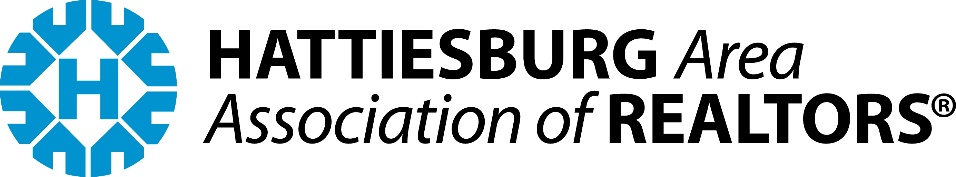 H
HATTIESBURG Area
Association of REALTORS®